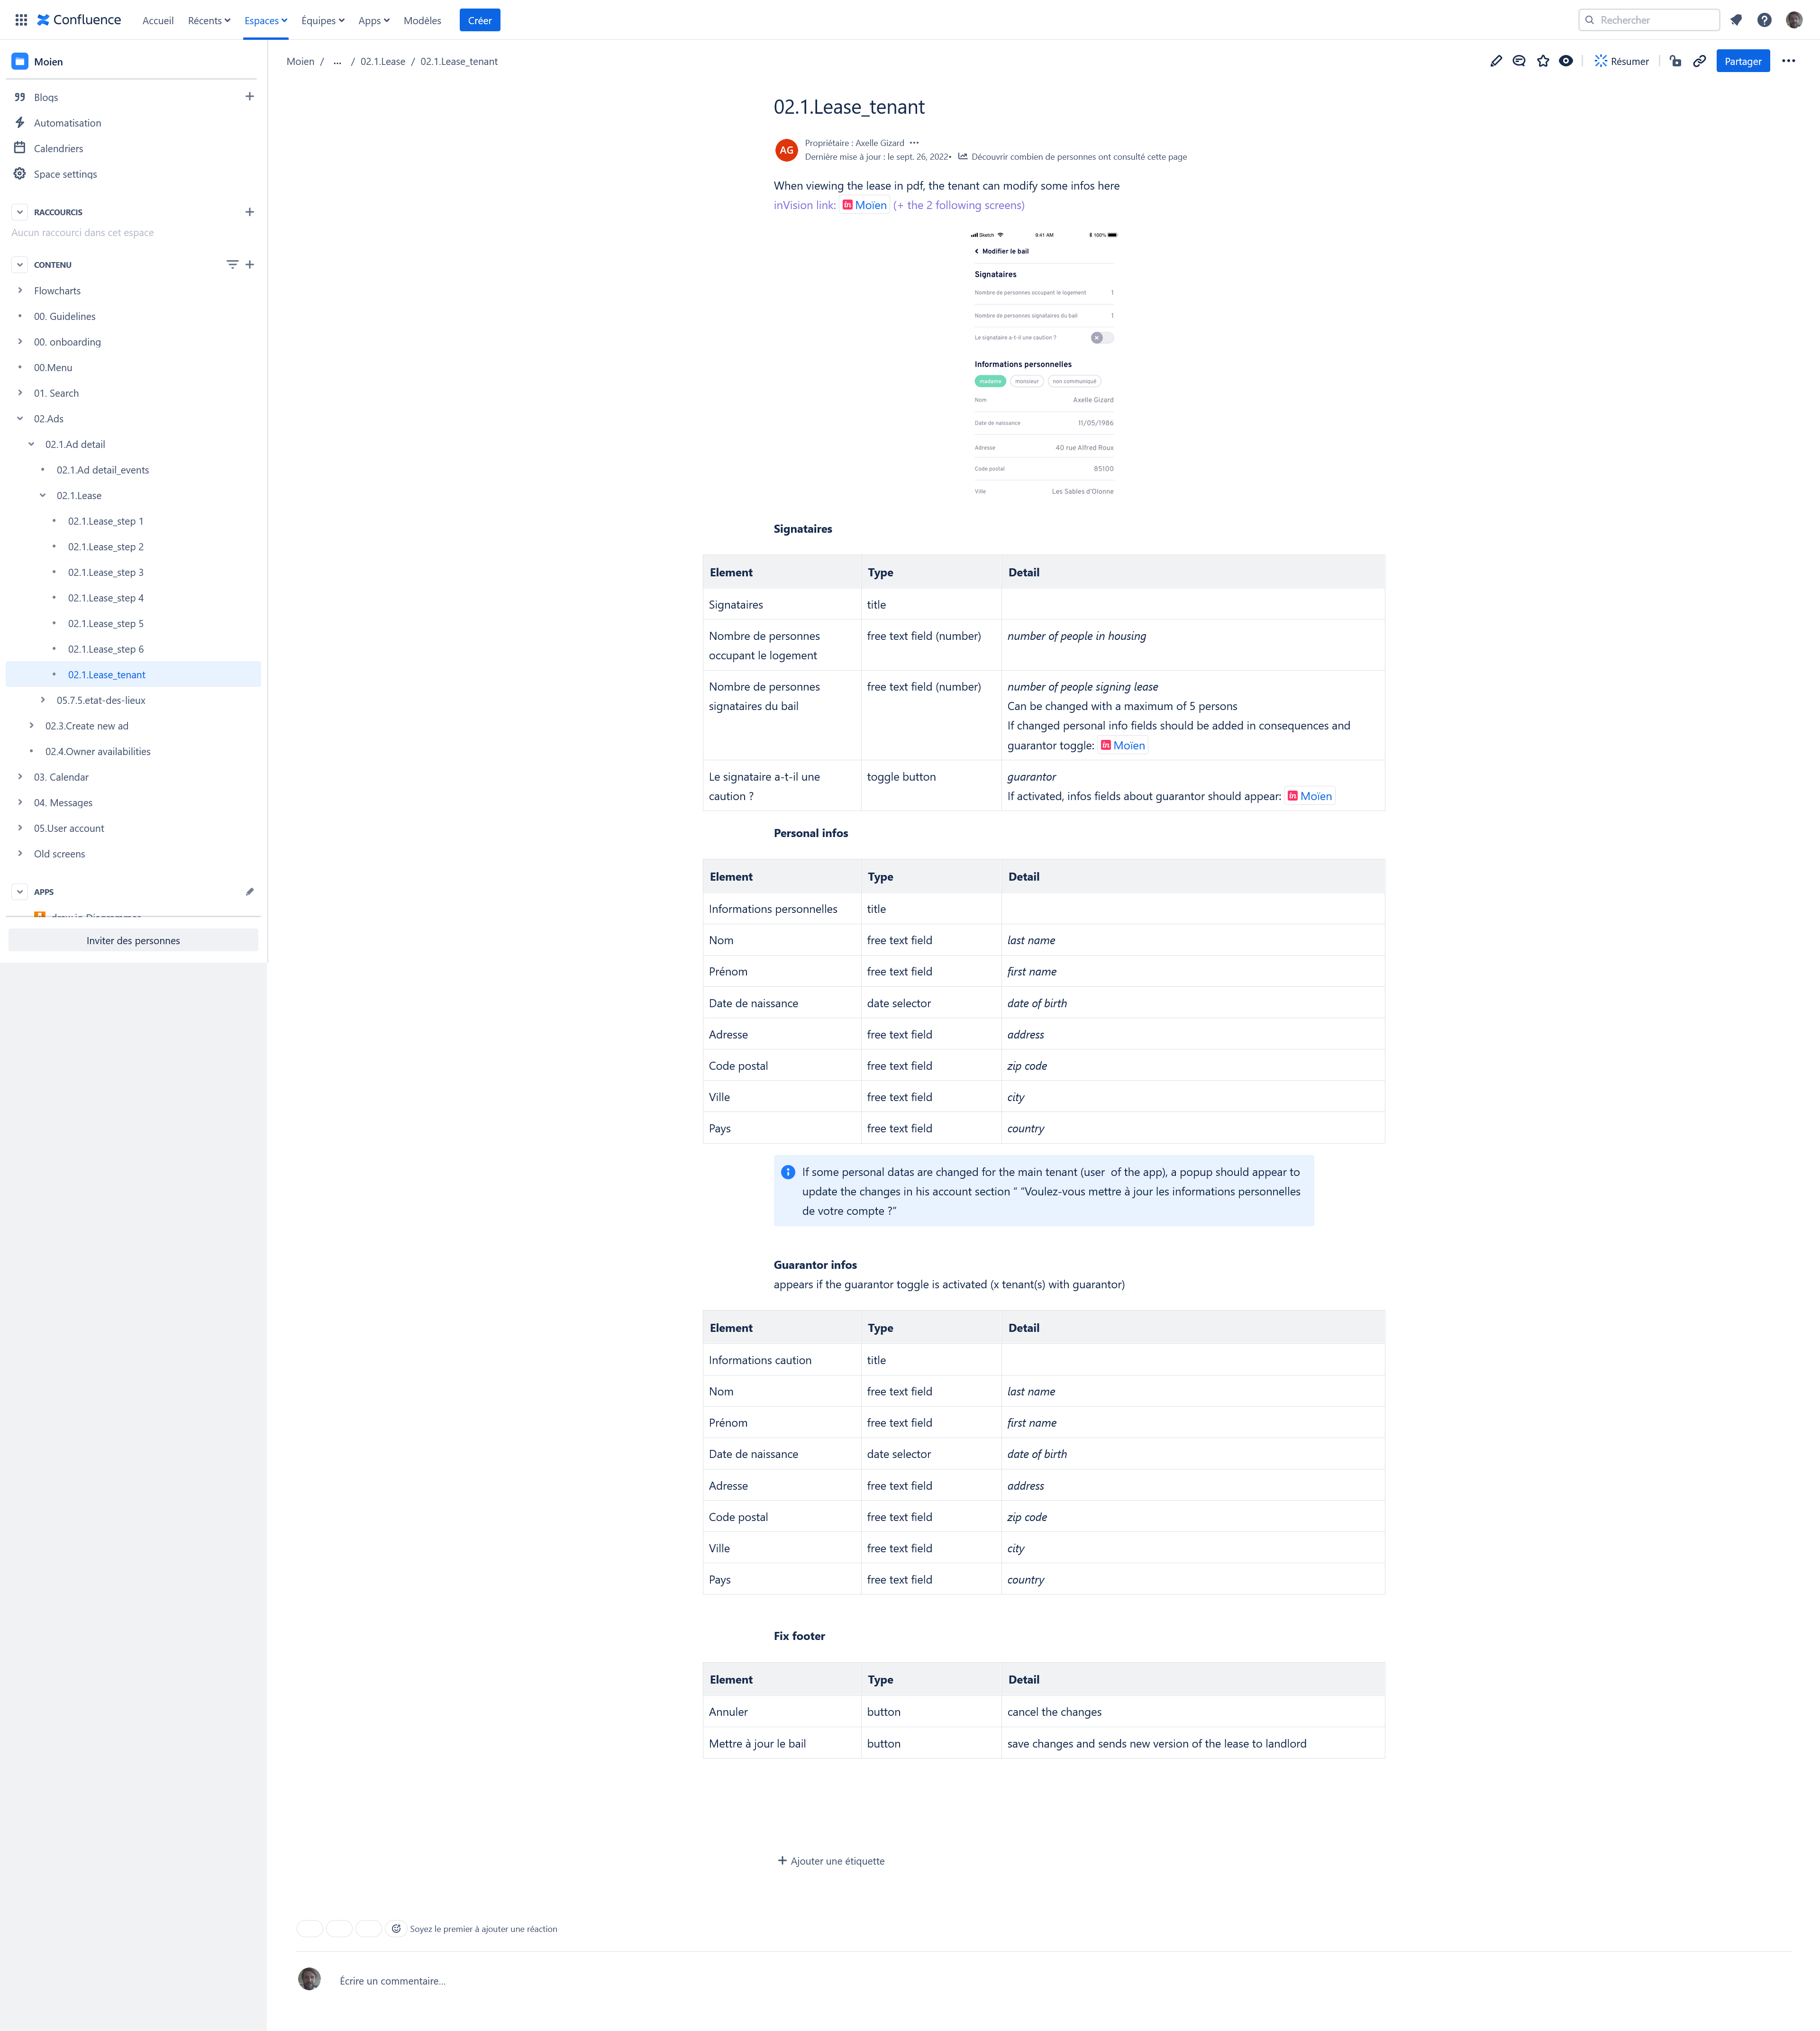 Confluence
Accueil
Récents
Espaces
Équipes
Apps
Modèles
Créer
Rechercher
Moien
Blogs
Automatisation
Calendriers
Space settings
RACCOURCIS
Aucun raccourci dans cet espace
CONTENU
Flowcharts
00. Guidelines
00. onboarding
00.Menu
01. Search
02.Ads
02.1.Ad detail
02.1.Ad detail_events
02.1.Lease
02.1.Lease_step 1
02.1.Lease_step 2
02.1.Lease_step 3
02.1.Lease_step 4
02.1.Lease_step 5
02.1.Lease_step 6
02.1.Lease_tenant
05.7.5.etat-des-lieux
02.3.Create new ad
02.4.Owner availabilities
03. Calendar
04. Messages
05.User account
Old screens
APPS
Inviter des personnes
Moien / ... / 02.1.Lease / 02.1.Lease_tenant
Résumer
Partager
02.1.Lease_tenant
AG
Propriétaire : Axelle Gizard
Dernière mise à jour : le sept. 26, 2022• Découvrir combien de personnes ont consulté cette page
When viewing the lease in pdf, the tenant can modify some infos here
inVision link: in Moïen (+ the 2 following screens)
Sketch 9:41 AM 100%
Modifier le bail
Signataires
Nombre de personnes occupant le logement 1
Nombre de personnes signataires du bail 1
Le signataire a-t-il une caution ?
Informations personnelles
madame monsieur non communiqué
Nom Axelle Gizard
Date de naissance 11/05/1986
Adresse 40 rue Alfred Roux
Code postal 85100
Ville Les Sables d'Olonne
Signataires
Element Type Detail
Signataires title
Nombre de personnes free text field (number) number of people in housing
occupant le logement
Nombre de personnes free text field (number) number of people signing lease
signataires du bail Can be changed with a maximum of 5 persons
If changed personal info fields should be added in consequences and
guarantor toggle: in Moïen
Le signataire a-t-il une toggle button guarantor
caution ? If activated, infos fields about guarantor should appear: in Moïen
Personal infos
Element Type Detail
Informations personnelles title
Nom free text field last name
Prénom free text field first name
Date de naissance date selector date of birth
Adresse free text field address
Code postal free text field zip code
Ville free text field city
Pays free text field country
If some personal datas are changed for the main tenant (user  of the app), a popup should appear to
update the changes in his account section “ “Voulez-vous mettre à jour les informations personnelles
de votre compte ?”
Guarantor infos
appears if the guarantor toggle is activated (x tenant(s) with guarantor)
Element Type Detail
Informations caution title
Nom free text field last name
Prénom free text field first name
Date de naissance date selector date of birth
Adresse free text field address
Code postal free text field zip code
Ville free text field city
Pays free text field country
Fix footer
Element Type Detail
Annuler button cancel the changes
Mettre à jour le bail button save changes and sends new version of the lease to landlord
Ajouter une étiquette
Soyez le premier à ajouter une réaction
Écrire un commentaire...